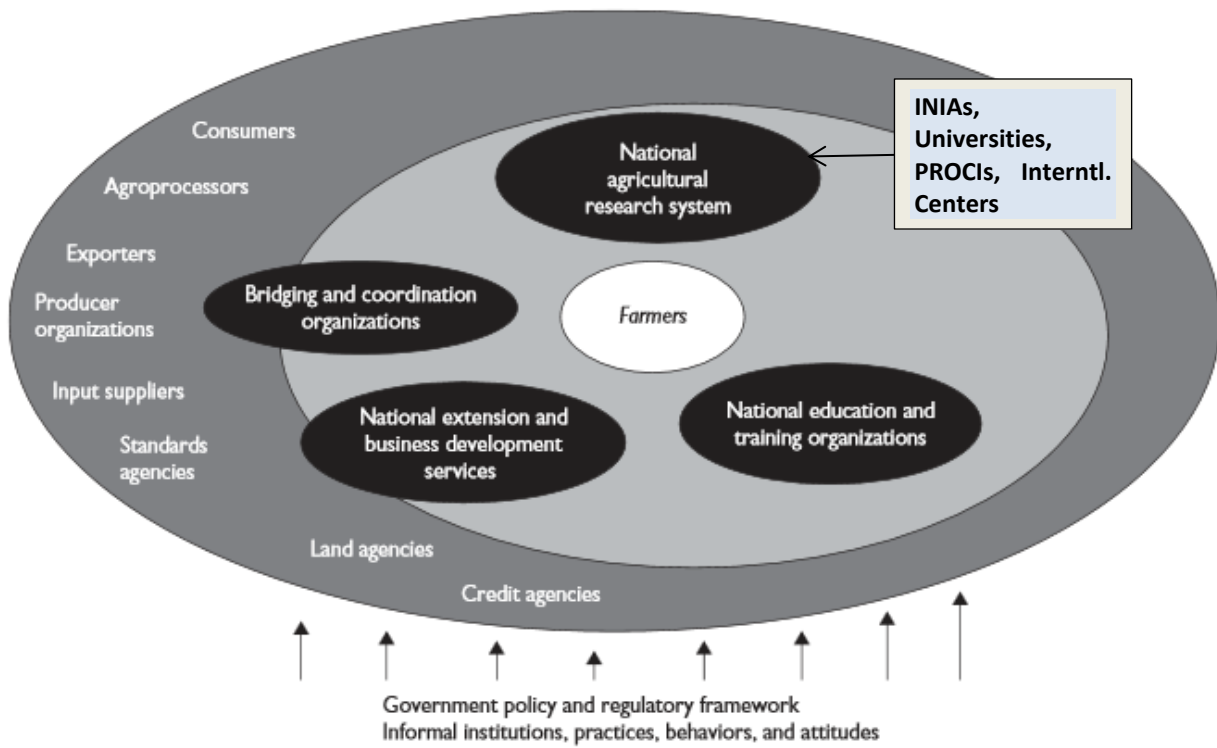 INIAs,
Universities,
PROCIs, Interntl.
Centers
Consumers
National
agricultural
research system
Agroprocessors
Exporters
Bridging and coordination
organizations
Farmers
Producer
organizations
Input suppliers
National extension and
business development
services
National education and
training organizations
Standards
agencies
Land agencies
Credit agencies
Government policy and regulatory framework
Informal institutions, practices, behaviors, and attitudes